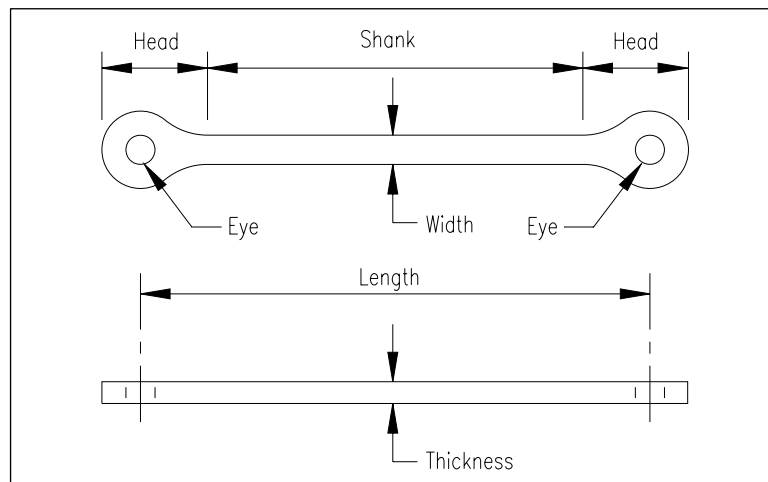 Head
Shank
Head
Eye
Width
Eye
Length
Thickness